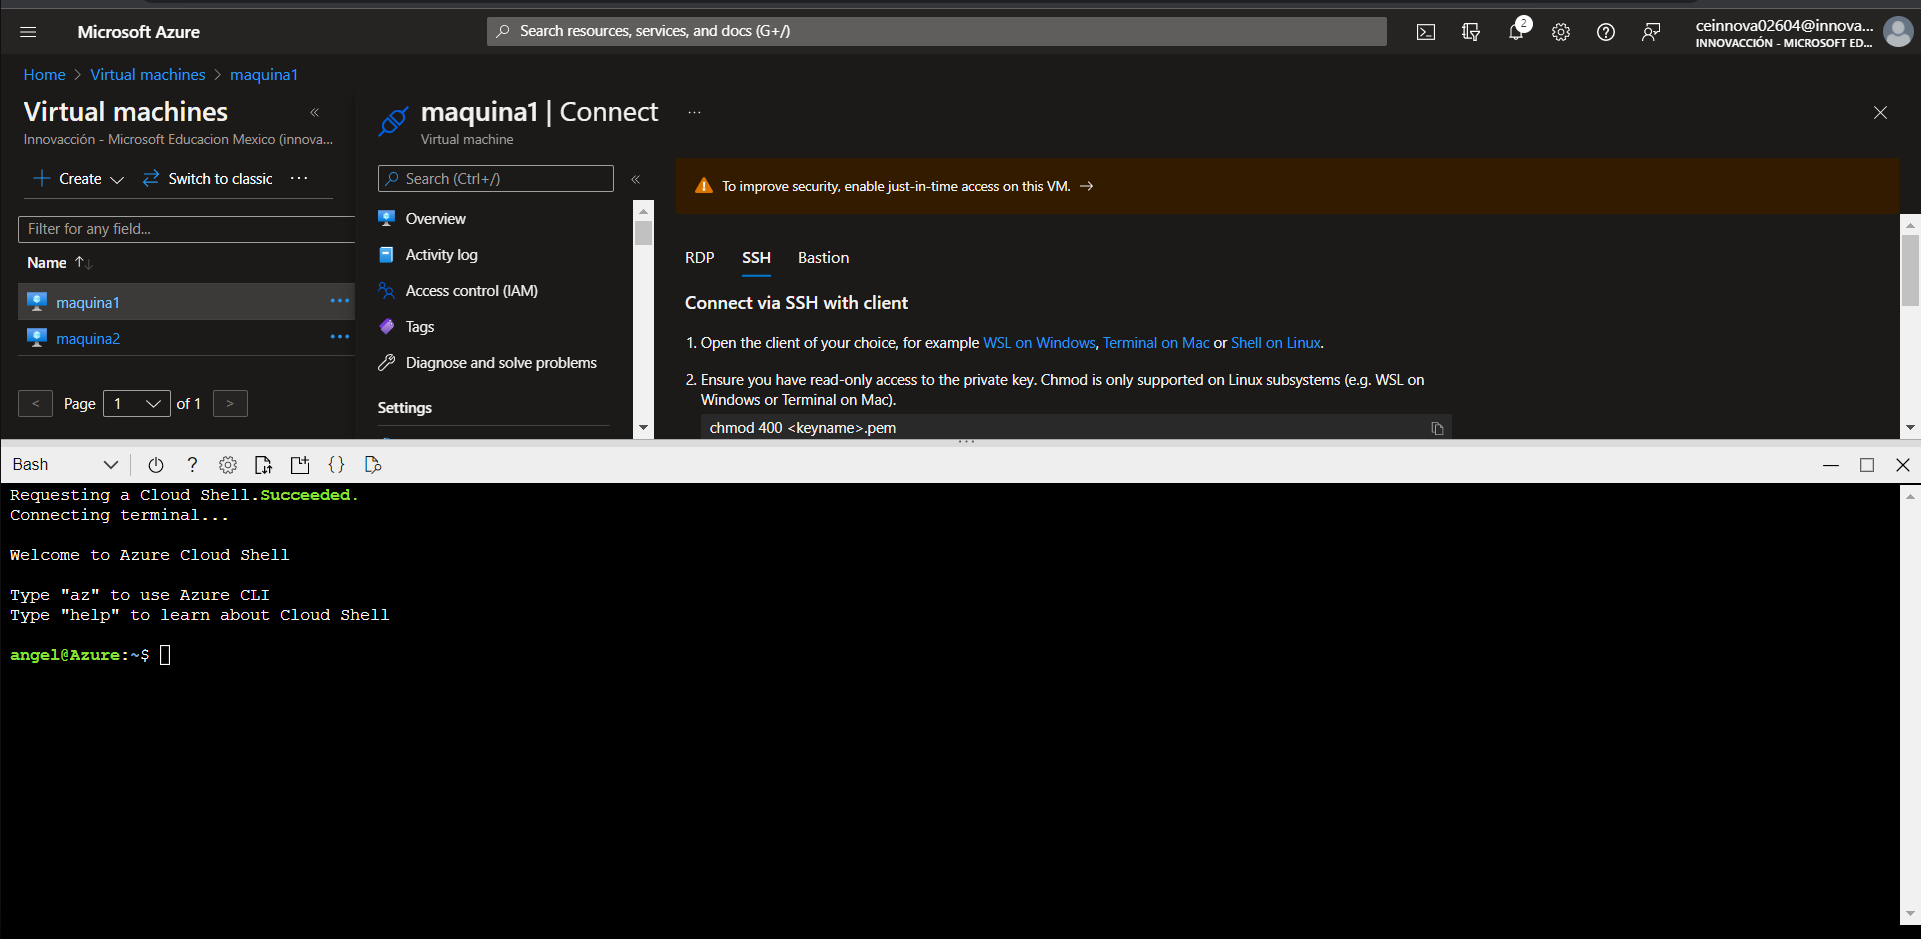 Microsoft Azure
Search resources, services, and docs (G+/)
2
ceinnova02604@innova...
INNOVACCIÓN - MICROSOFT ED...
Home > Virtual machines > maquina1
Virtual machines
«
Innovacción - Microsoft Educacion Mexico (innova...
+ Create
Switch to classic
...
Filter for any field...
Name ↑↓
maquina1
...
maquina2
...
< Page 1 of 1 >
maquina1 | Connect
...
Virtual machine
Search (Ctrl+/)
«
Overview
Activity log
Access control (IAM)
Tags
Diagnose and solve problems
Settings
To improve security, enable just-in-time access on this VM. →
RDP SSH Bastion
Connect via SSH with client
1. Open the client of your choice, for example WSL on Windows, Terminal on Mac or Shell on Linux.
2. Ensure you have read-only access to the private key. Chmod is only supported on Linux subsystems (e.g. WSL on
Windows or Terminal on Mac).
chmod 400 <keyname>.pem
Bash
?
{}
Requesting a Cloud Shell.Succeeded.
Connecting terminal...
Welcome to Azure Cloud Shell
Type "az" to use Azure CLI
Type "help" to learn about Cloud Shell
angel@Azure:~$